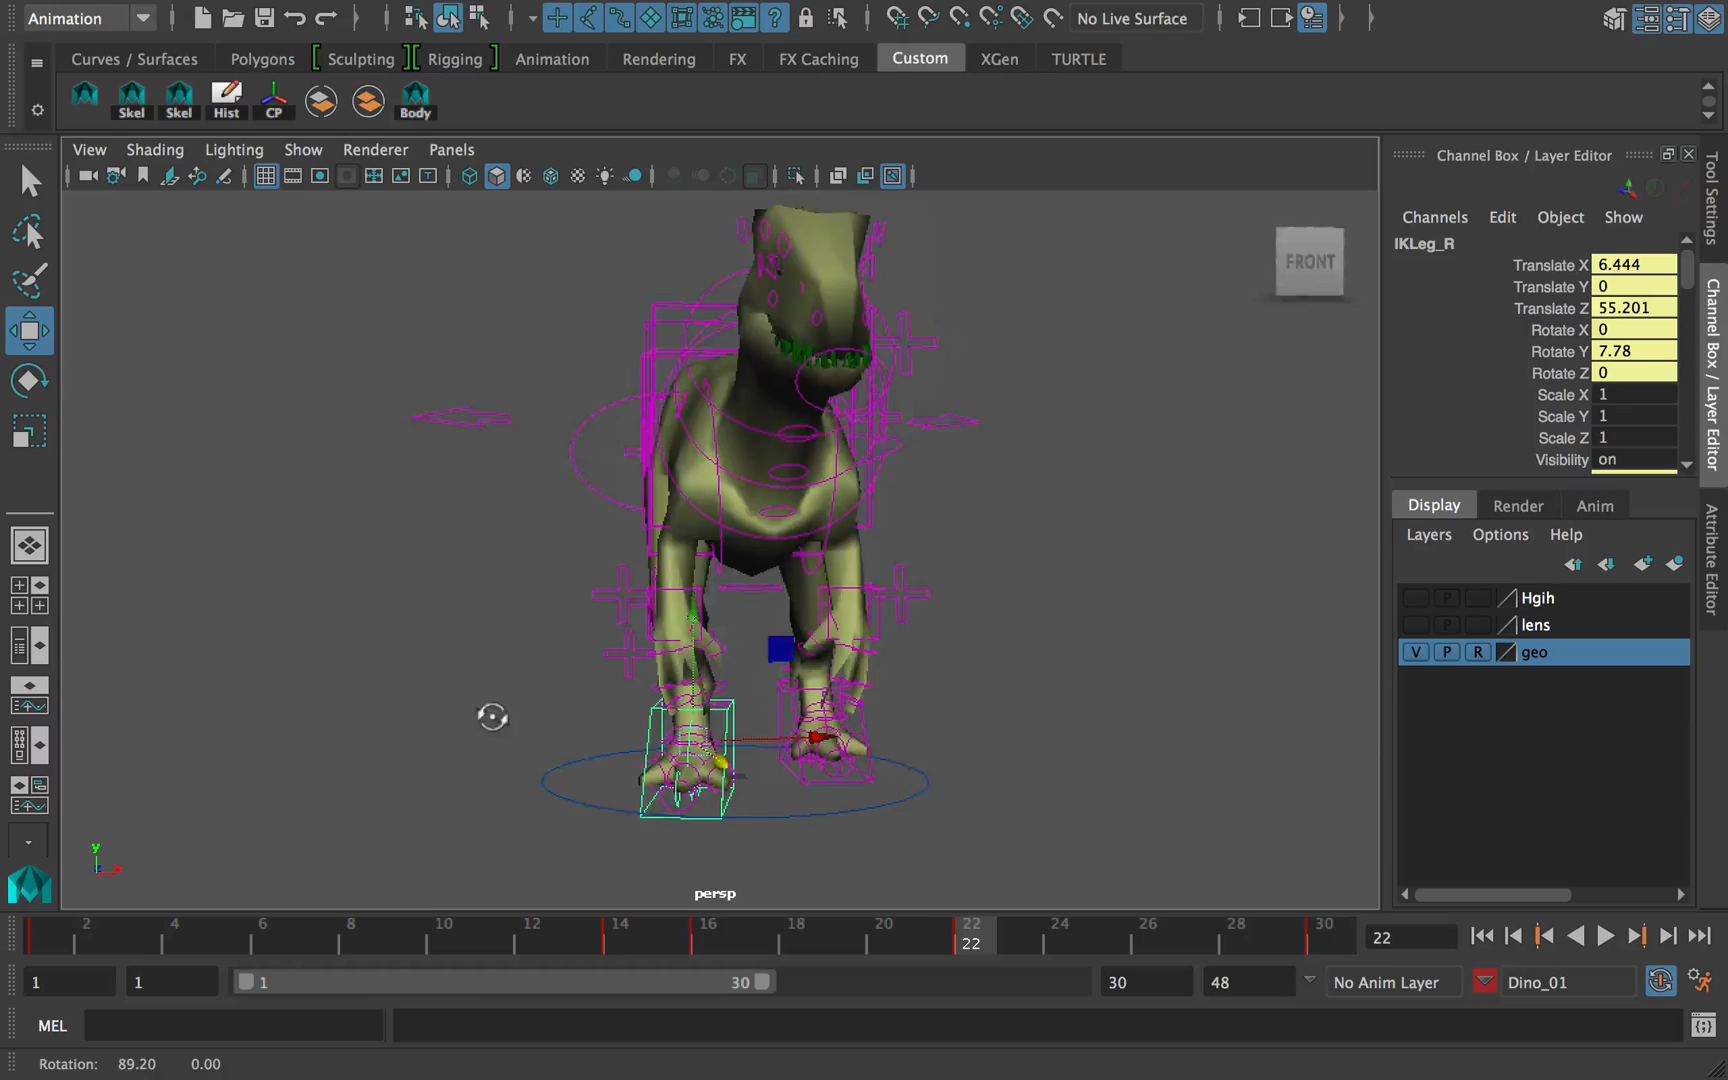 Animation
No Live Surface
Curves / Surfaces
Polygons
Sculpting
Rigging
Animation
Rendering
FX
FX Caching
Custom
XGen
TURTLE
Skel
Skel
Hist
CP
Body
View
Shading
Lighting
Show
Renderer
Panels
FRONT
persp
y
x
Channel Box / Layer Editor
Channels
Edit
Object
Show
IKLeg_R
Translate X 6.444
Translate Y 0
Translate Z 55.201
Rotate X 0
Rotate Y 7.78
Rotate Z 0
Scale X 1
Scale Y 1
Scale Z 1
Visibility on
Display
Render
Anim
Layers
Options
Help
P
Hgih
P
lens
V
P
R
geo
Tool Settings
Channel Box / Layer Editor
Attribute Editor
2 4 6 8 10 12 14 16 18 20 22 24 26 28 30
22
22
1
1
1
30
30
48
No Anim Layer
Dino_01
MEL
Rotation: 89.20 0.00